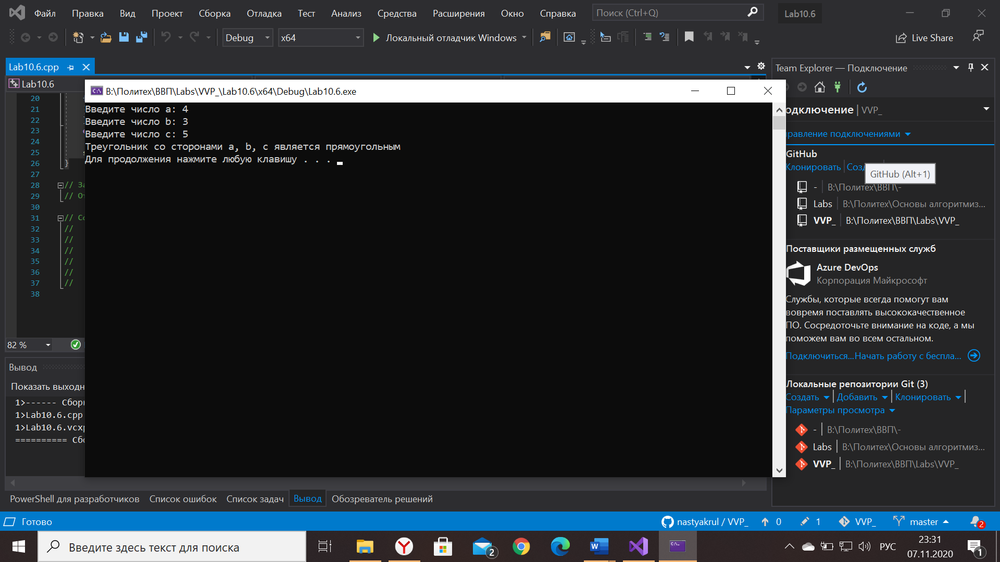 Файл Правка Вид Проект Сборка Отладка Тест Анализ Средства Расширения Окно Справка Поиск (Ctrl+Q) Lab10.6
Debug x64 Локальный отладчик Windows Live Share
Lab10.6.cpp
Lab10.6
20
21
22
23
24
25
26 }
27
28 //
29 //
30
31 //
32 //
33 //
34 //
35 //
36 //
37 //
38
82 %
B:\Политех\ВВП\Labs\VVP_\Lab10.6\x64\Debug\Lab10.6.exe
Введите число a: 4
Введите число b: 3
Введите число c: 5
Треугольник со сторонами a, b, c является прямоугольным
Для продолжения нажмите любую клавишу . . .
Вывод
Показать выходн
1>------ Сбор
1>Lab10.6.cpp
1>Lab10.6.vcxp
========== Сб
PowerShell для разработчиков Список ошибок Список задач Вывод Обозреватель решений
Team Explorer — Подключение
одключение | VVP_
равление подключениями
GitHub
Клонировать Соз
GitHub (Alt+1)
- B:\Политех\ВВП\-
Labs B:\Политех\Основы алгоритмиз...
VVP_ B:\Политех\ВВП\Labs\VVP_
Поставщики размещенных служб
Azure DevOps
Корпорация Майкрософт
Службы, которые всегда помогут вам
вовремя поставлять высококачественное
ПО. Сосредоточьте внимание на коде, а мы
поможем вам во всем остальном.
Подключиться...Начать работу с беспла...
Локальные репозитории Git (3)
Создать Добавить Клонировать
Параметры просмотра
- B:\Политех\ВВП\-
Labs B:\Политех\Основы алгоритмиз...
VVP_ B:\Политех\ВВП\Labs\VVP_
Готово nastyakrul / VVP_ 0 1 VVP_ master 2
Введите здесь текст для поиска
2
РУС
23:31
07.11.2020
1